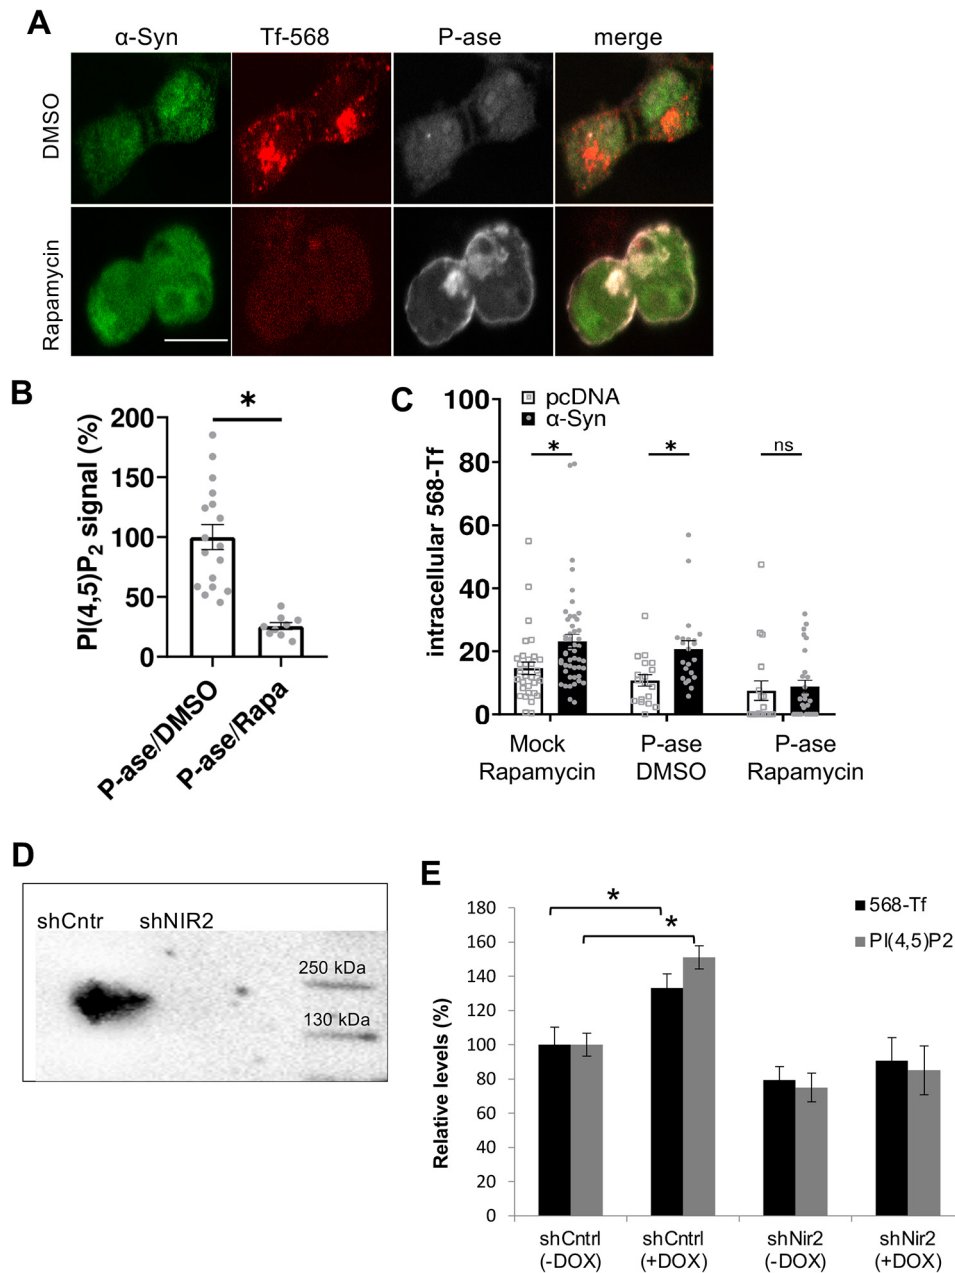 A
α-Syn Tf-568 P-ase merge
DMSO
Rapamycin
B
PI(4,5)P2 signal (%)
200
150
100
50
0
*
P-ase/DMSO
P-ase/Rapa
C
intracellular 568-Tf
100
80
60
40
20
0
pcDNA
α-Syn
* * ns
Mock P-ase P-ase
Rapamycin DMSO Rapamycin
D
shCntr shNIR2
250 kDa
130 kDa
E
Relative levels (%)
180
160
140
120
100
80
60
40
20
0
*
*
568-Tf
PI(4,5)P2
shCntrl shCntrl shNir2 shNir2
(-DOX) (+DOX) (-DOX) (+DOX)